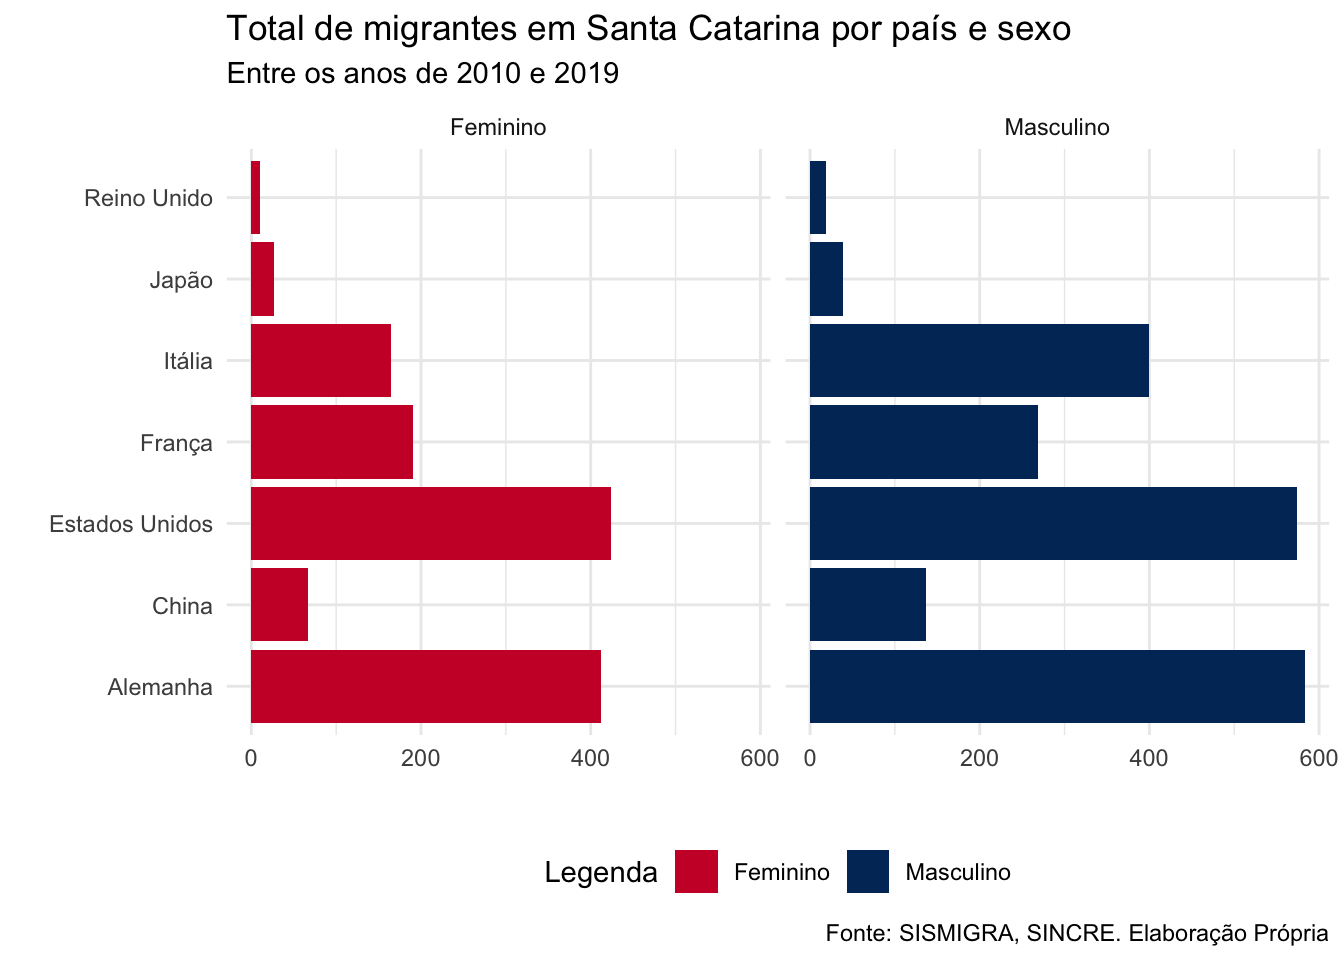 Total de migrantes em Santa Catarina por país e sexo
Entre os anos de 2010 e 2019
Feminino Masculino
Reino Unido
Japão
Itália
França
Estados Unidos
China
Alemanha
0 200 400 600 0 200 400 600
Legenda Feminino Masculino
Fonte: SISMIGRA, SINCRE. Elaboração Própria